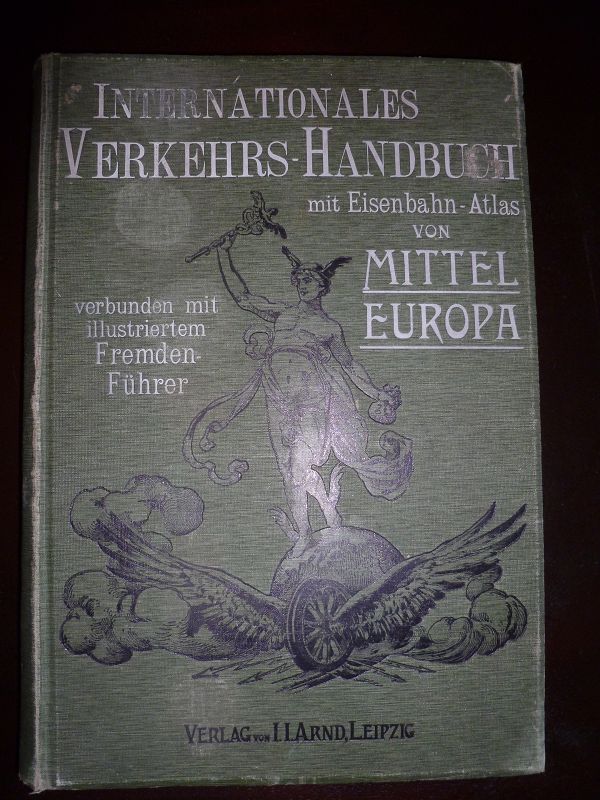 INTERNATIONALES
VERKEHRS-HANDBUCH
mit Eisenbahn-Atlas
VON
MITTEL
EUROPA
verbunden mit
illustriertem
Fremden-
Führer
VERLAG VON I.I.ARND, LEIPZIG